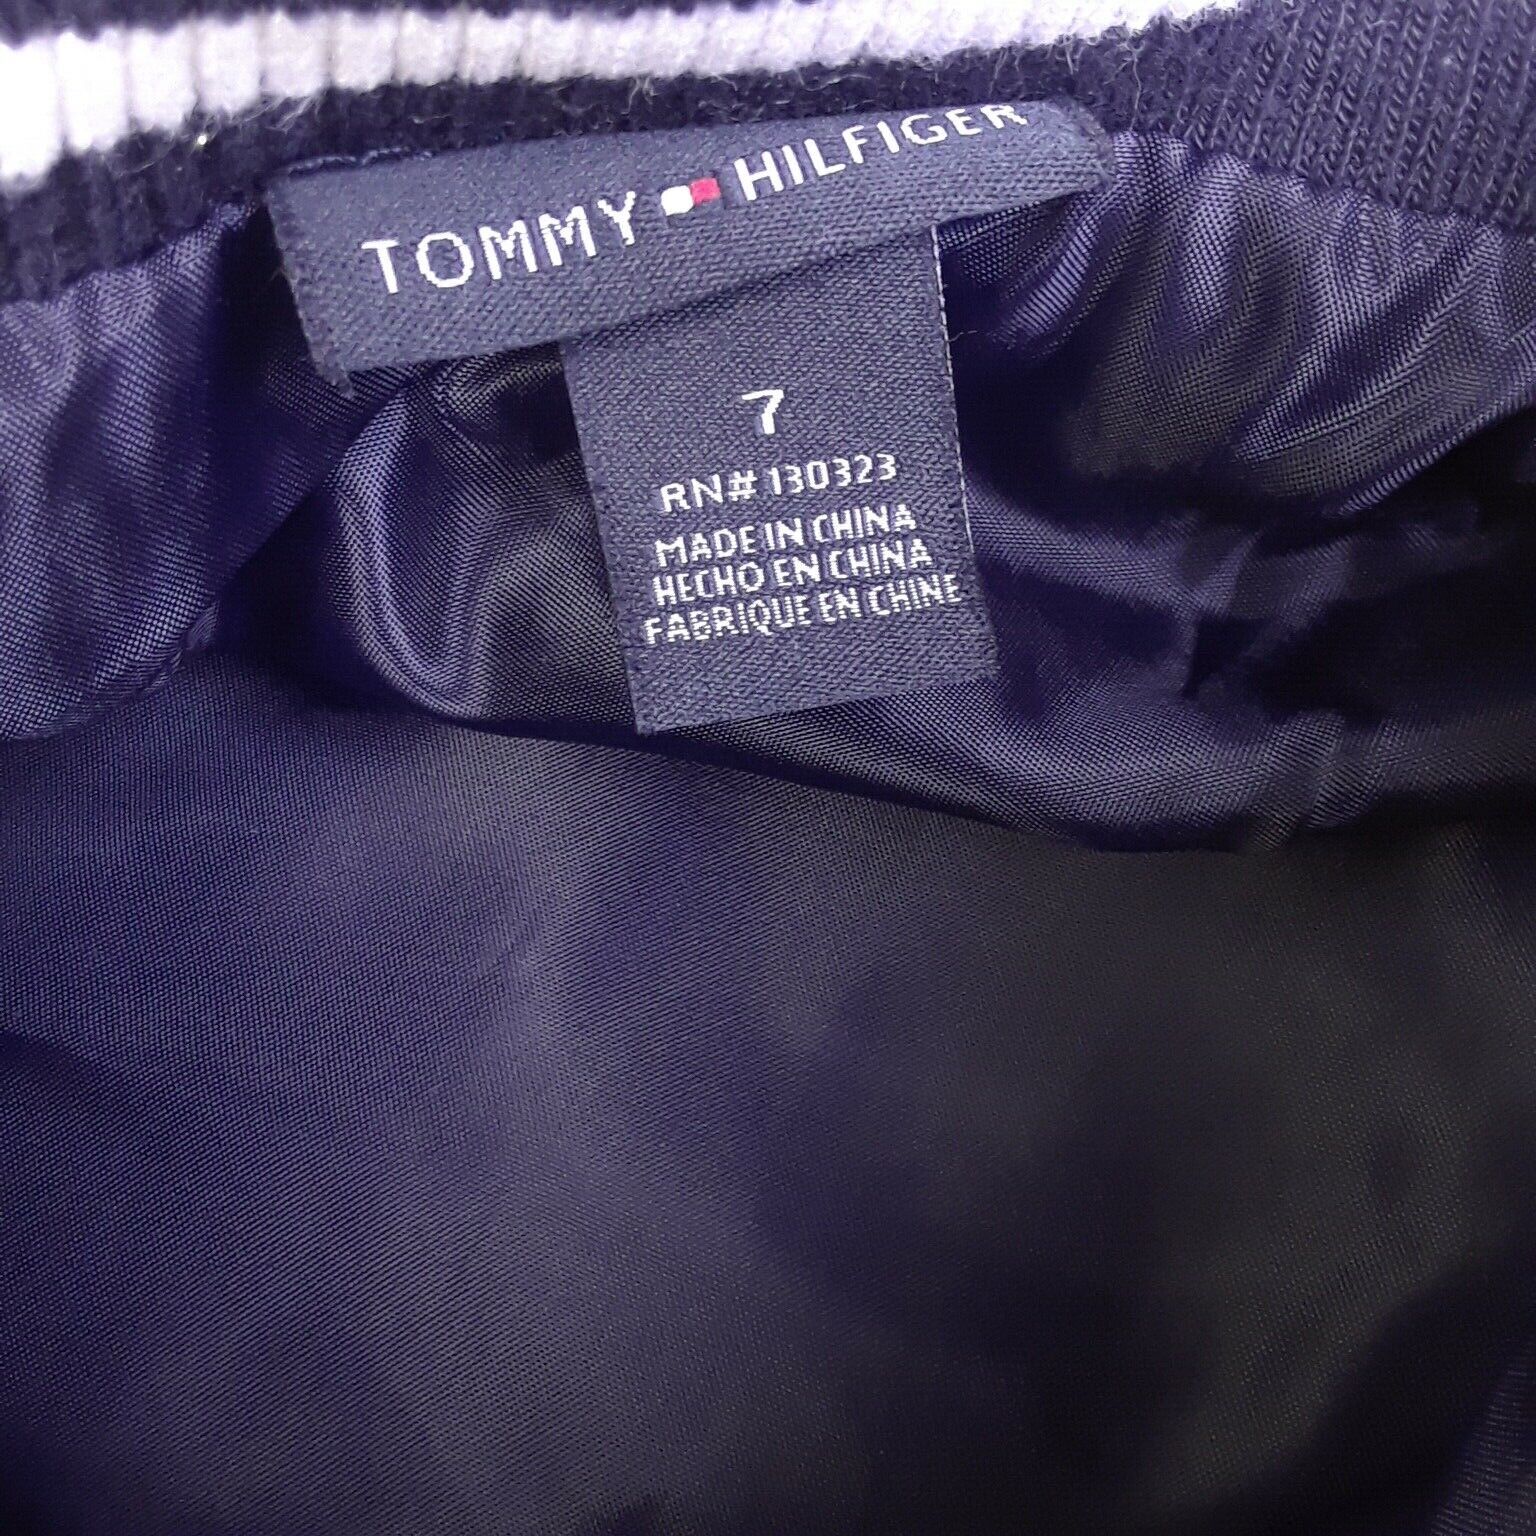 TOMMY HILFIGER
7
RN# 130323
MADE IN CHINA
HECHO EN CHINA
FABRIQUE EN CHINE